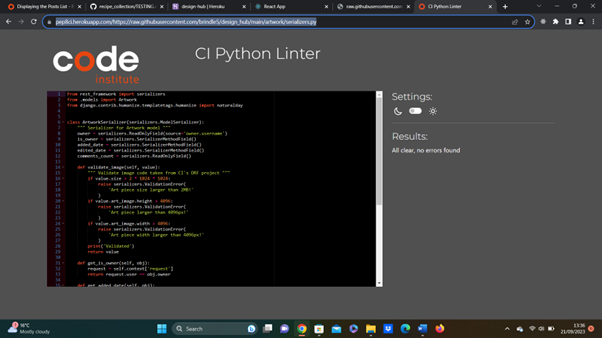 Displaying the Posts List - 7
recipe_collection/TESTING.m
design-hub | Heroku
React App
raw.githubusercontent.com/brind
CI Python Linter
pep8ci.herokuapp.com/https://raw.githubusercontent.com/brindle5/design_hub/main/artwork/serializers.py
code
institute
CI Python Linter
1 from rest_framework import serializers
2 from .models import Artwork
3 from django.contrib.humanize.templatetags.humanize import naturalday
4
5
6 class ArtworkSerializer(serializers.ModelSerializer):
7 """ Serializer for Artwork model """
8 owner = serializers.ReadOnlyField(source='owner.username')
9 is_owner = serializers.SerializerMethodField()
10 added_date = serializers.SerializerMethodField()
11 edited_date = serializers.SerializerMethodField()
12 comments_count = serializers.ReadOnlyField()
13
14 def validate_image(self, value):
15 """ Validate image code taken from CI's DRF project """
16 if value.size > 2 * 1024 * 1024:
17 raise serializers.ValidationError(
18 'Art piece size larger than 2MB!'
19 )
20 if value.art_image.height > 4096:
21 raise serializers.ValidationError(
22 'Art piece larger than 4096px!'
23 )
24 if value.art_image.width > 4096:
25 raise serializers.ValidationError(
26 'Art piece width larger than 4096px!'
27 )
28 print('Validated')
29 return value
30
31 def get_is_owner(self, obj):
32 request = self.context['request']
33 return request.user == obj.owner
34
35 def get_added_date(self, obj):
Settings:
Results:
All clear, no errors found
16°C
Mostly cloudy
Search
13:36
21/09/2023